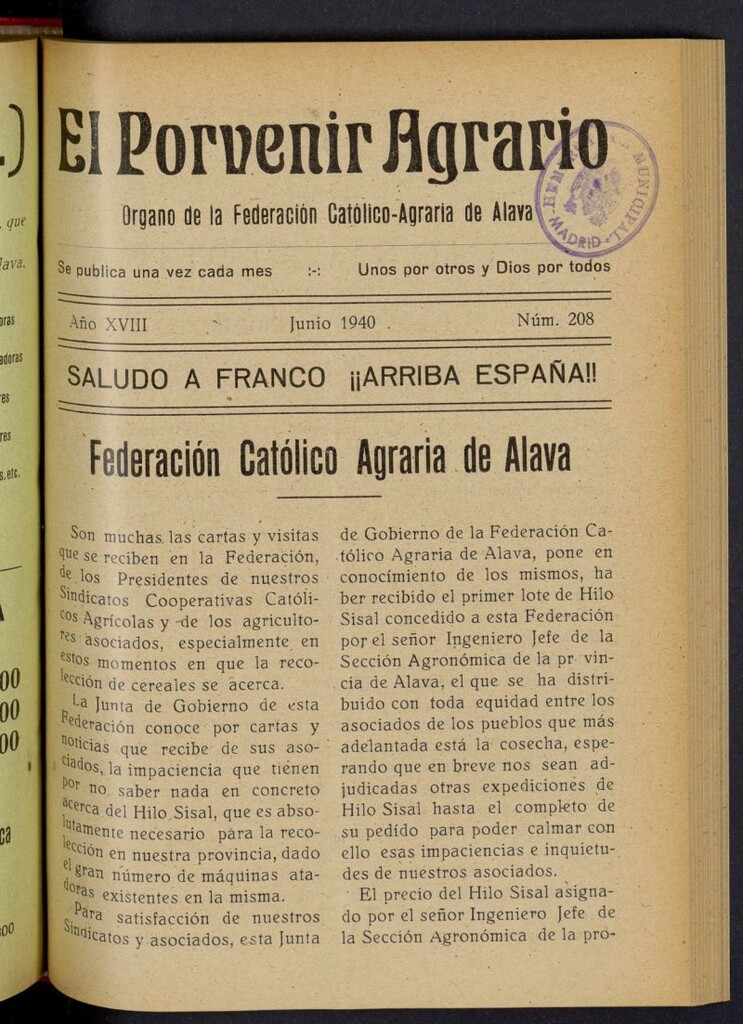 El Porvenir Agrario
Organo de la Federación Católico-Agraria de Alava
MUNICIPAL
MADRID
Se publica una vez cada mes :-: Unos por otros y Dios por todos
Año XVIII Junio 1940 Núm. 208
SALUDO A FRANCO ¡¡ARRIBA ESPAÑA!!
Federación Católico Agraria de Alava
Son muchas las cartas y visitas
que se reciben en la Federación,
de los Presidentes de nuestros
Sindicatos Cooperativas Católi-
cos Agrícolas y de los agriculto-
res asociados, especialmente en
estos momentos en que la reco-
lección de cereales se acerca.
La Junta de Gobierno de esta
Federación conoce por cartas y
noticias que recibe de sus aso-
ciados, la impaciencia que tienen
por no saber nada en concreto
acerca del Hilo Sisal, que es abso-
lutamente necesario para la reco-
lección en nuestra provincia, dado
el gran número de máquinas ata-
doras existentes en la misma.
Para satisfacción de nuestros
Sindicatos y asociados, esta Junta
de Gobierno de la Federación Ca-
tólico Agraria de Alava, pone en
conocimiento de los mismos, ha
ber recibido el primer lote de Hilo
Sisal concedido a esta Federación
por el señor Ingeniero Jefe de la
Sección Agronómica de la pr vin-
cia de Alava, el que se ha distri-
buido con toda equidad entre los
asociados de los pueblos que más
adelantada está la cosecha, espe-
rando que en breve nos sean ad-
judicadas otras expediciones de
Hilo Sisal hasta el completo de
su pedido para poder calmar con
ello esas impaciencias e inquietu-
des de nuestros asociados.
El precio del Hilo Sisal asigna-
do por el señor Ingeniero Jefe de
la Sección Agronómica de la pro-